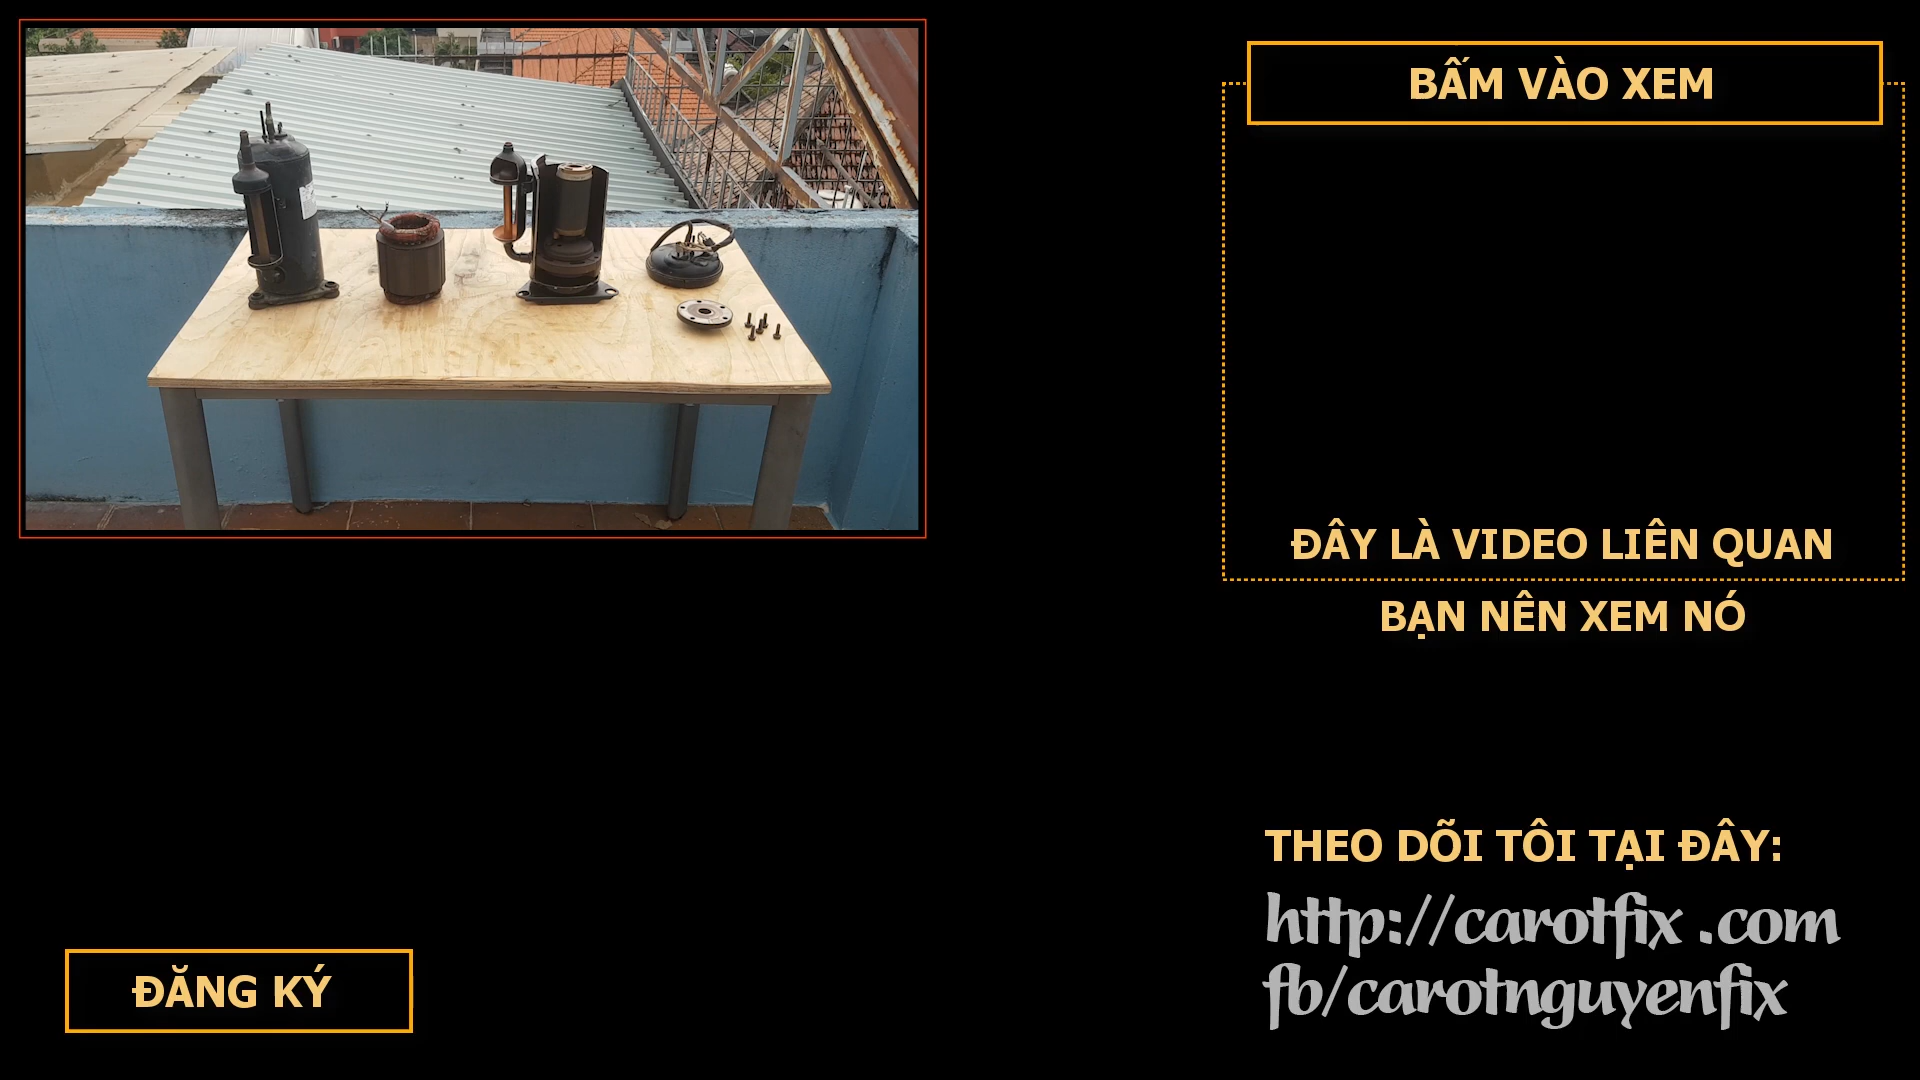 BẤM VÀO XEM
ĐÂY LÀ VIDEO LIÊN QUAN
BẠN NÊN XEM NÓ
THEO DÕI TÔI TẠI ĐÂY:
http://carotfix .com
fb/carotnguyenfix
ĐĂNG KÝ